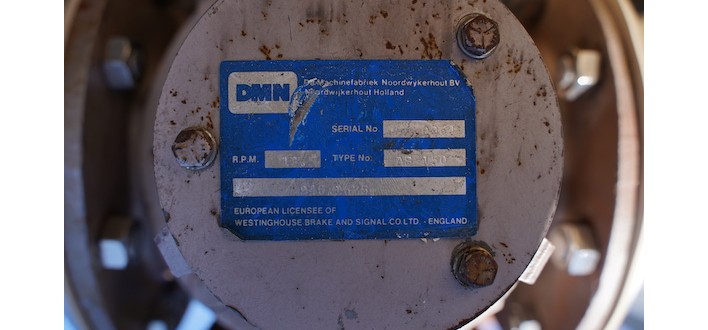 DMN
De Machinefabriek Noordwykerhout BV
Noordwijkerhout Holland
SERIAL No.
R.P.M. TYPE No.
EUROPEAN LICENSEE OF
WESTINGHOUSE BRAKE AND SIGNAL CO LTD. - ENGLAND